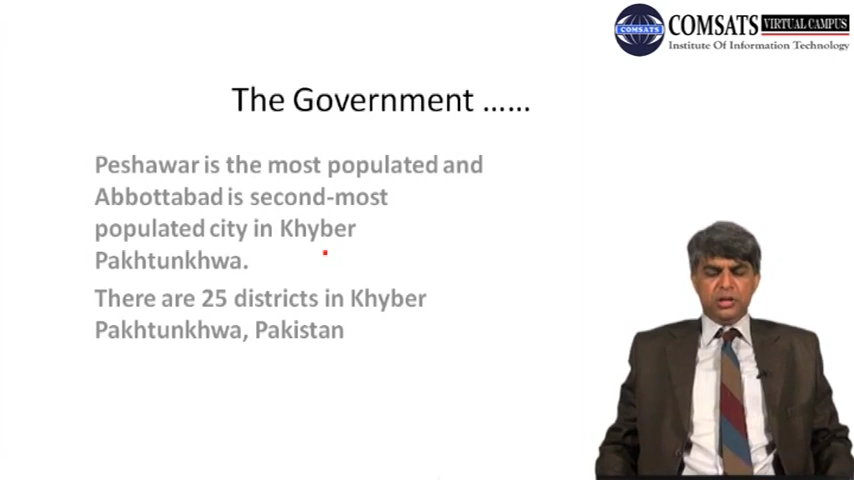 COMSATS
COMSATS VIRTUAL CAMPUS
Institute Of Information Technology
The Government ......
Peshawar is the most populated and
Abbottabad is second-most
populated city in Khyber
Pakhtunkhwa.
There are 25 districts in Khyber
Pakhtunkhwa, Pakistan